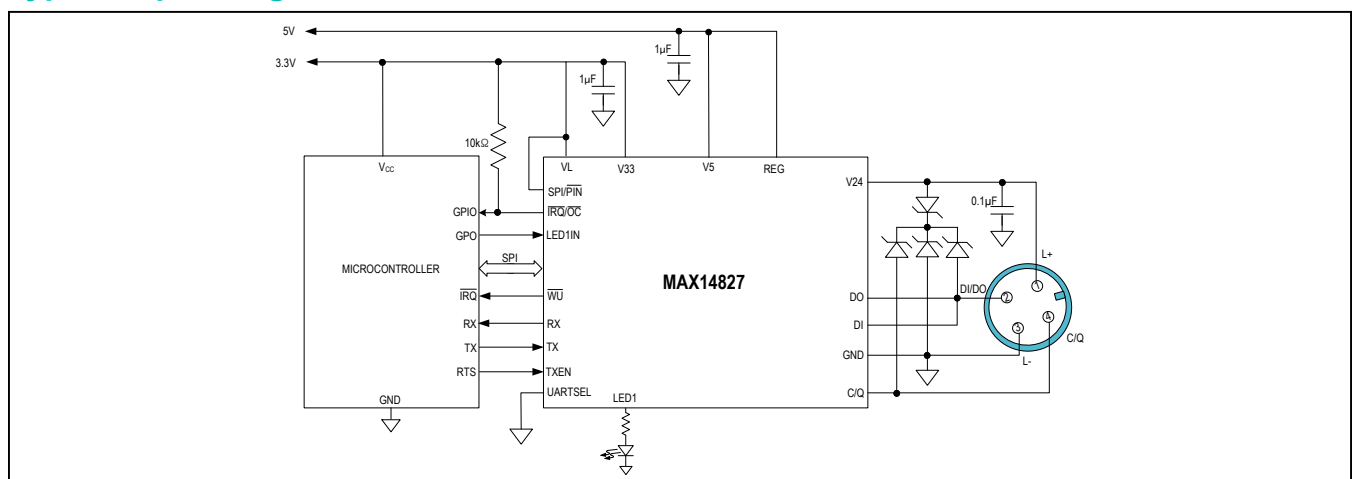 5V
1µF
3.3V
1µF
10kΩ
VCC
VL
V33
V5
REG
SPI/PIN
V24
0.1µF
GPIO
IRQ/OC
GPO
LED1IN
L+
MICROCONTROLLER
SPI
MAX14827
IRQ
WU
DO
DI/DO
2
1
RX
RX
DI
3
4
TX
TX
GND
C/Q
L-
RTS
TXEN
UARTSEL
C/Q
GND
LED1